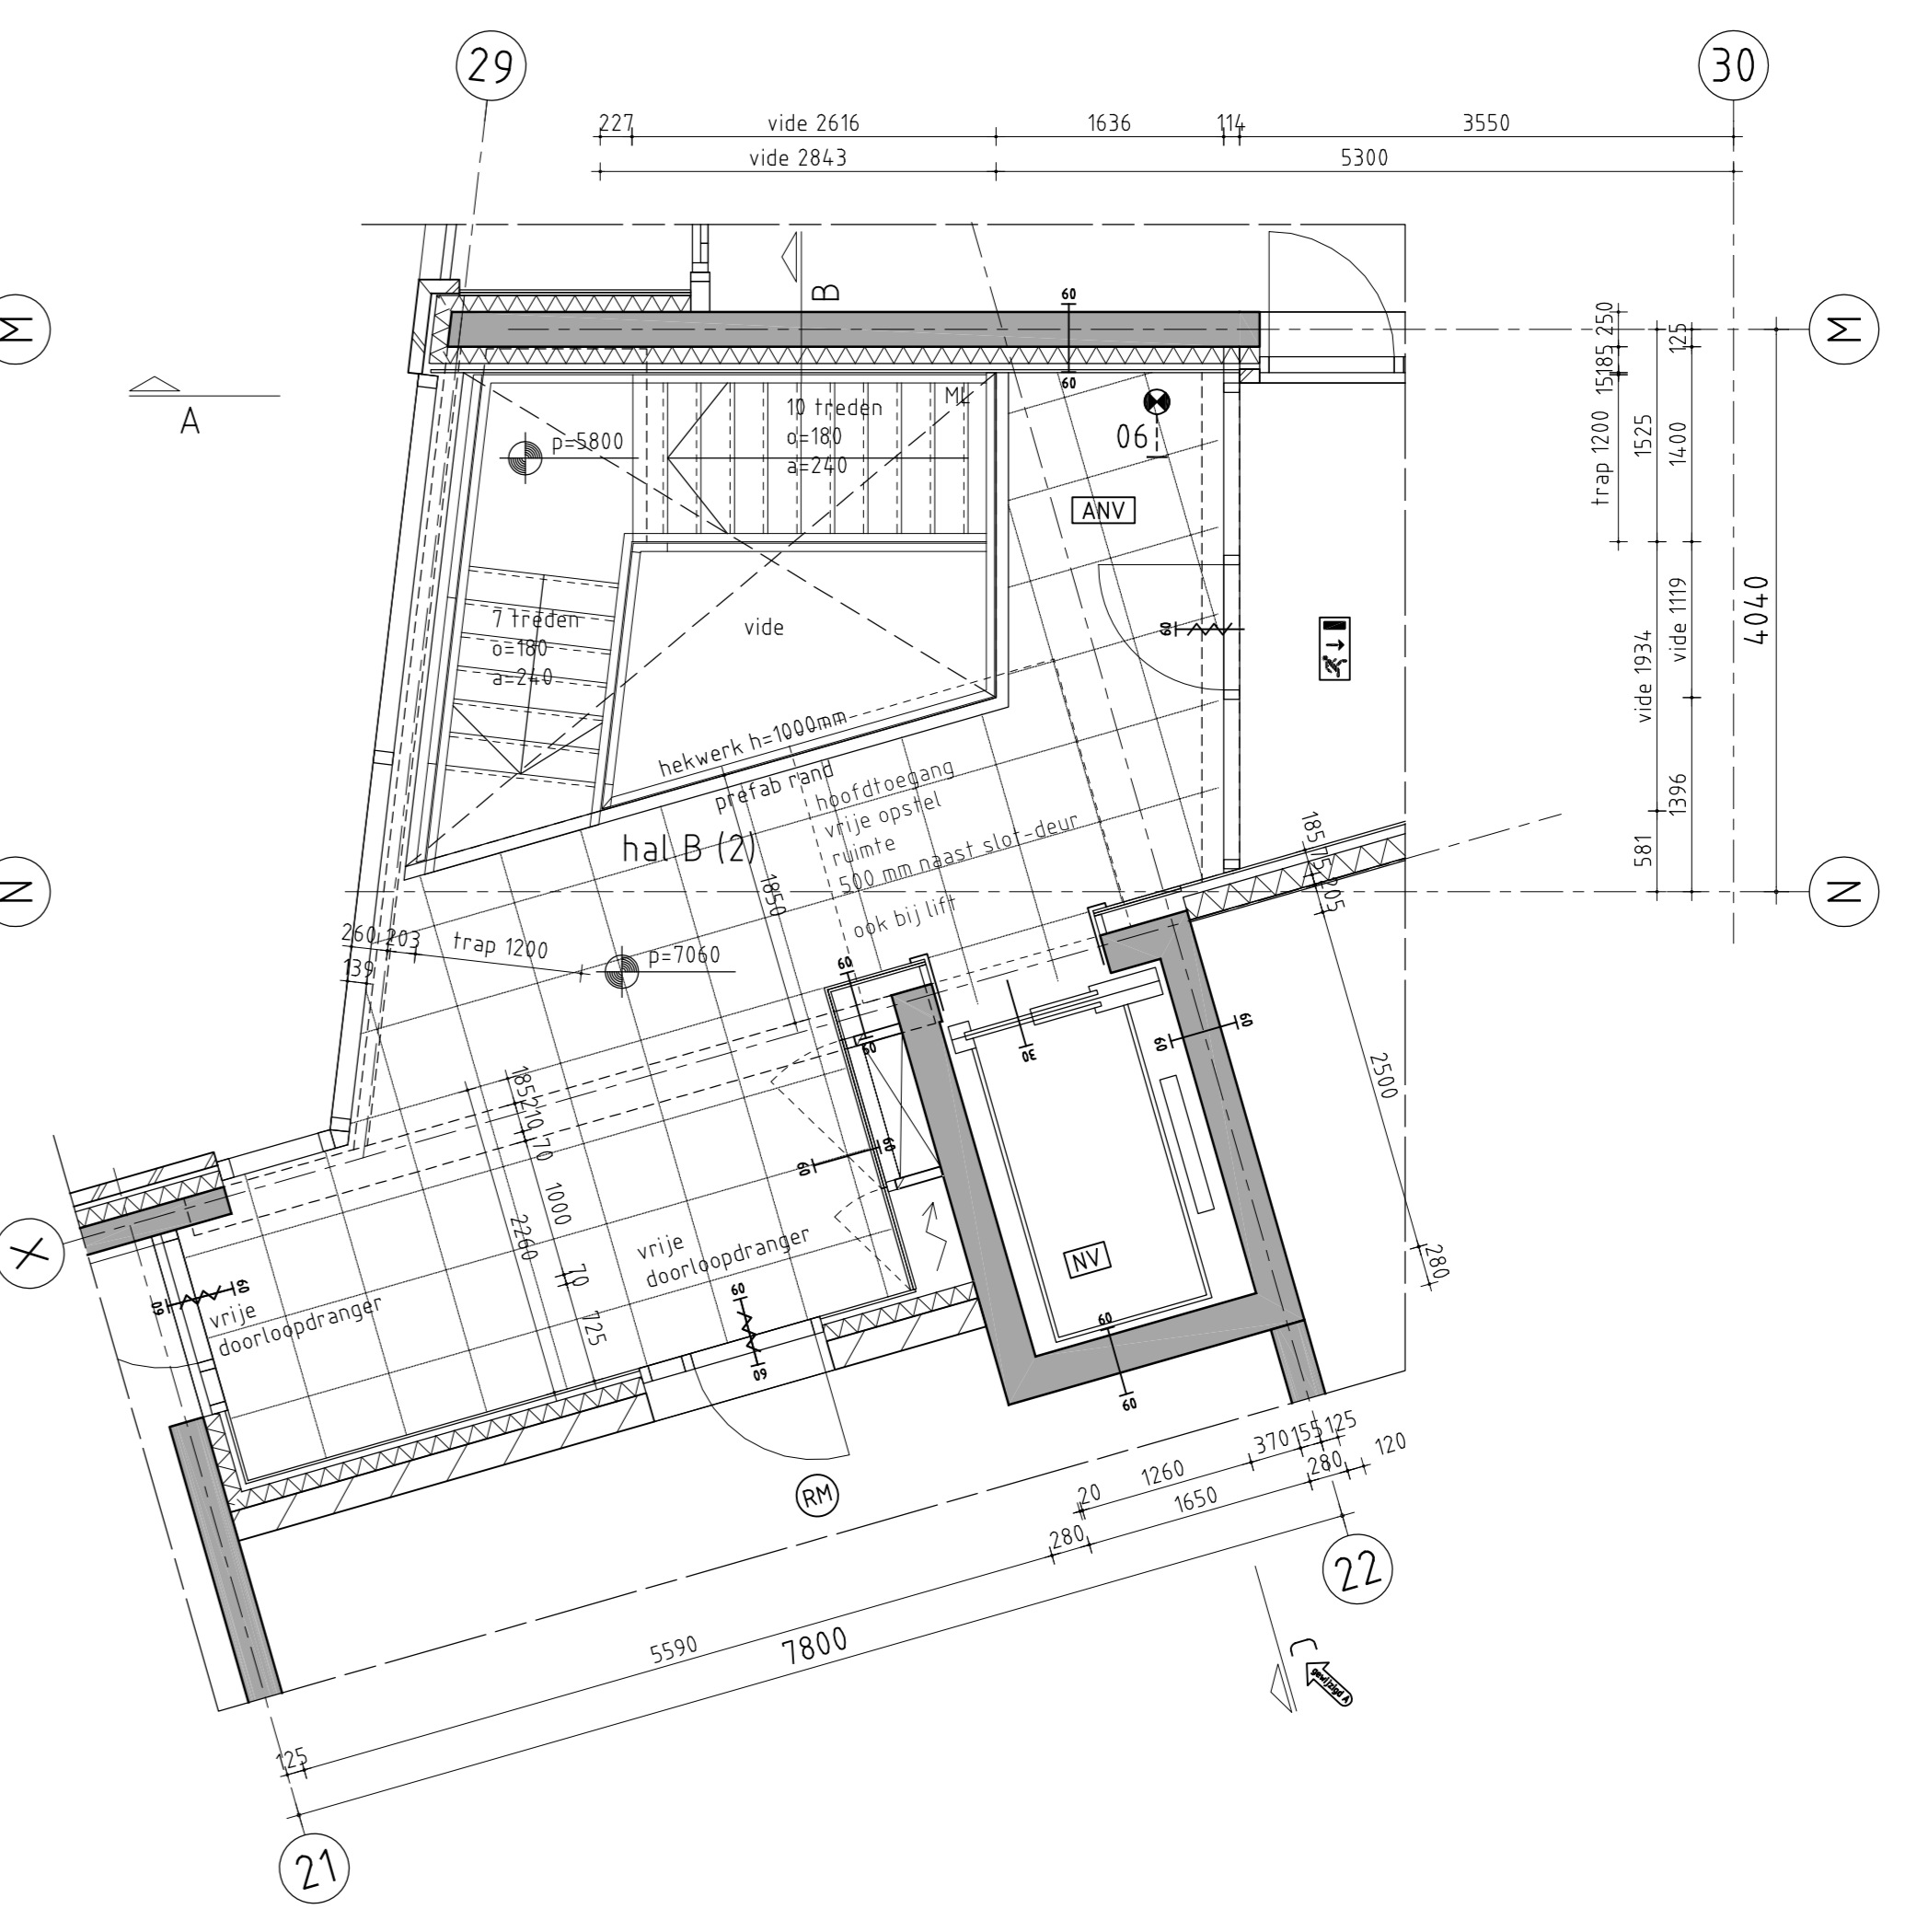 29
30
227
vide 2616
1636
114
3550
vide 2843
5300
B
M
M
A
60
60
10 treden
o=180
a=240
ML
p=5800
06
ANV
60
7 treden
o=180
a=240
vide
15 185 250
125
trap 1200
1525
1400
vide 1119
vide 1934
4040
1396
581
hekwerk h=1000mm
prefab rand
hoofdtoegang
vrije opstel
ruimte
500 mm naast slot-deur
ook bij lift
hal B (2)
1850
N
N
185
75
205
260
203
trap 1200
139
p=7060
60
60
30
60
60
2500
280
185
210
70
1000
2260
70
725
60
60
X
vrije
doorloopdranger
NV
60
60
vrije
doorloopdranger
60
60
60
60
RM
370
155
125
20
1260
280
120
280
1650
22
5590
7800
C
gewijzigd A
125
21